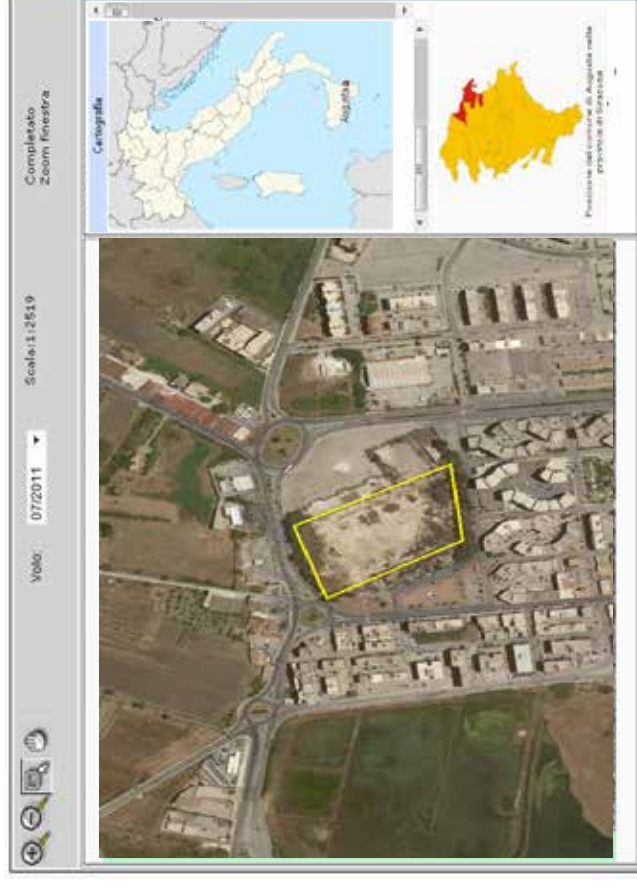 Volo: 07/2011 Scala:1:2519 Completato
Zoom finestra
Cartografia
Augusta
Posizione del comune di Augusta nella
provincia di Siracusa